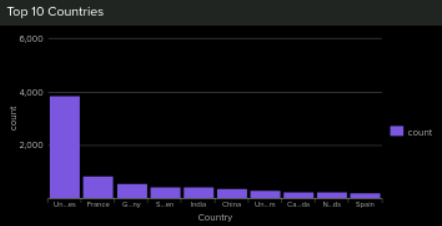 Top 10 Countries
6,000
4,000
2,000
count
Un...es France G...ny S...en India China Un...m Ca...da N...ds Spain
Country
count